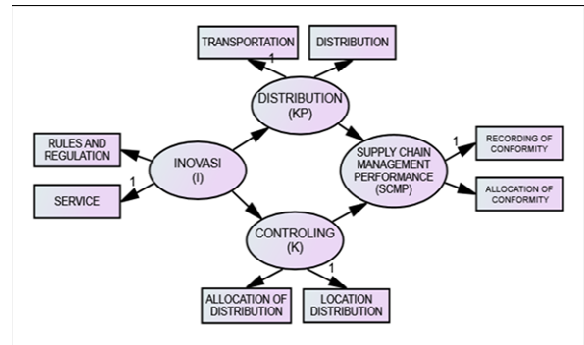 TRANSPORTATION
DISTRIBUTION
1
DISTRIBUTION
(KP)
RULES AND
REGULATION
INOVASI
(I)
1
SERVICE
SUPPLY CHAIN
MANAGEMENT
PERFORMANCE
(SCMP)
1
RECORDING OF
CONFORMITY
ALLOCATION OF
CONFORMITY
CONTROLING
(K)
1
ALLOCATION OF
DISTRIBUTION
LOCATION
DISTRIBUTION